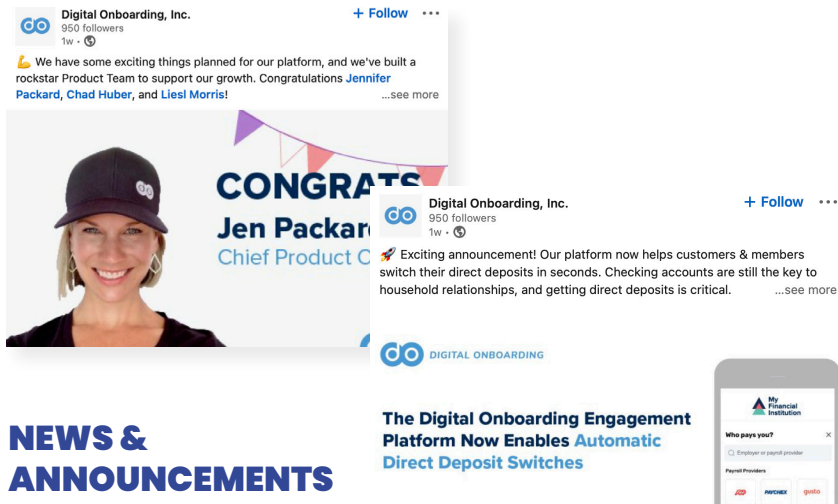 Digital Onboarding, Inc.
+ Follow
950 followers
1w
💪 We have some exciting things planned for our platform, and we've built a
rockstar Product Team to support our growth. Congratulations Jennifer
Packard, Chad Huber, and Liesl Morris!
...see more
CONGRATS
Jen Packard
Chief Product
Digital Onboarding, Inc.
+ Follow
950 followers
1w
🚀 Exciting announcement! Our platform now helps customers & members
switch their direct deposits in seconds. Checking accounts are still the key to
household relationships, and getting direct deposits is critical.
...see more
DIGITAL ONBOARDING
The Digital Onboarding Engagement
Platform Now Enables Automatic
Direct Deposit Switches
My
Financial
Institution
Who pays you?
Employer or payroll provider
Payroll Providers
ADP
PAYCHEX
gusto
NEWS &
ANNOUNCEMENTS